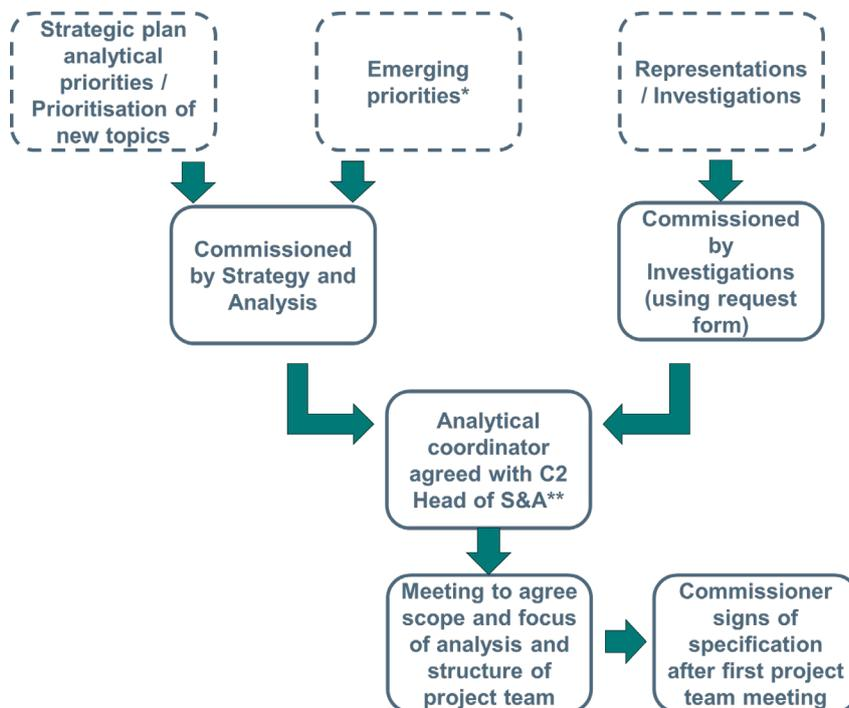 Strategic plan
analytical
priorities /
Prioritisation of
new topics
Emerging
priorities*
Representations
/ Investigations
Commissioned
by Strategy and
Analysis
Commissioned
by
Investigations
(using request
form)
Analytical
coordinator
agreed with C2
Head of S&A**
Meeting to agree
scope and focus
of analysis and
structure of
project team
Commissioner
signs of
specification
after first project
team meeting